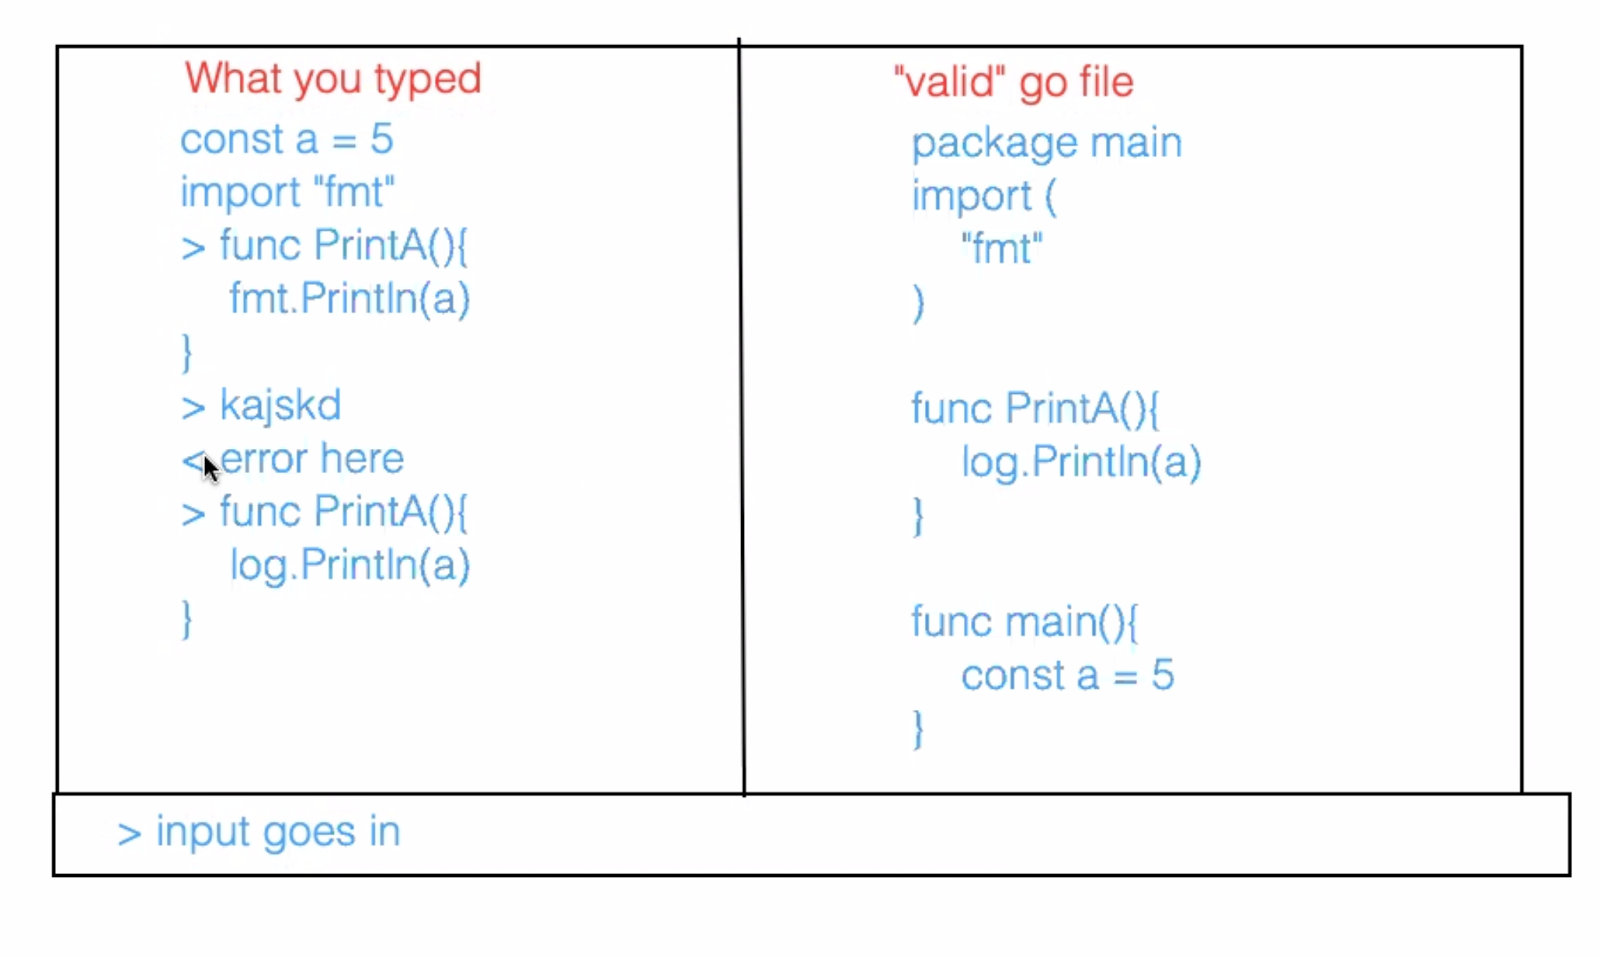 What you typed
const a = 5
import "fmt"
> func PrintA(){
fmt.Println(a)
}
> kajskd
< error here
> func PrintA(){
log.Println(a)
}
"valid" go file
package main
import (
"fmt"
)
func PrintA(){
log.Println(a)
}
func main(){
const a = 5
}
> input goes in